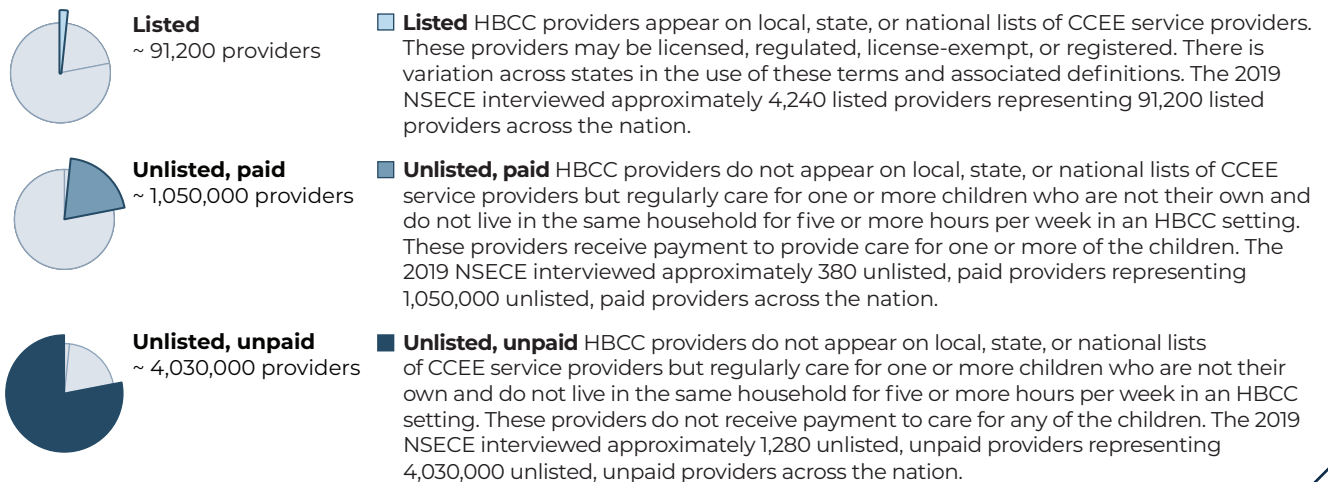 Listed
~ 91,200 providers
Listed HBCC providers appear on local, state, or national lists of CCEE service providers.
These providers may be licensed, regulated, license-exempt, or registered. There is
variation across states in the use of these terms and associated definitions. The 2019
NSECE interviewed approximately 4,240 listed providers representing 91,200 listed
providers across the nation.
Unlisted, paid
~ 1,050,000 providers
Unlisted, paid HBCC providers do not appear on local, state, or national lists of CCEE
service providers but regularly care for one or more children who are not their own and
do not live in the same household for five or more hours per week in an HBCC setting.
These providers receive payment to provide care for one or more of the children. The
2019 NSECE interviewed approximately 380 unlisted, paid providers representing
1,050,000 unlisted, paid providers across the nation.
Unlisted, unpaid
~ 4,030,000 providers
Unlisted, unpaid HBCC providers do not appear on local, state, or national lists
of CCEE service providers but regularly care for one or more children who are not their
own and do not live in the same household for five or more hours per week in an HBCC
setting. These providers do not receive payment to care for any of the children. The 2019
NSECE interviewed approximately 1,280 unlisted, unpaid providers representing
4,030,000 unlisted, unpaid providers across the nation.